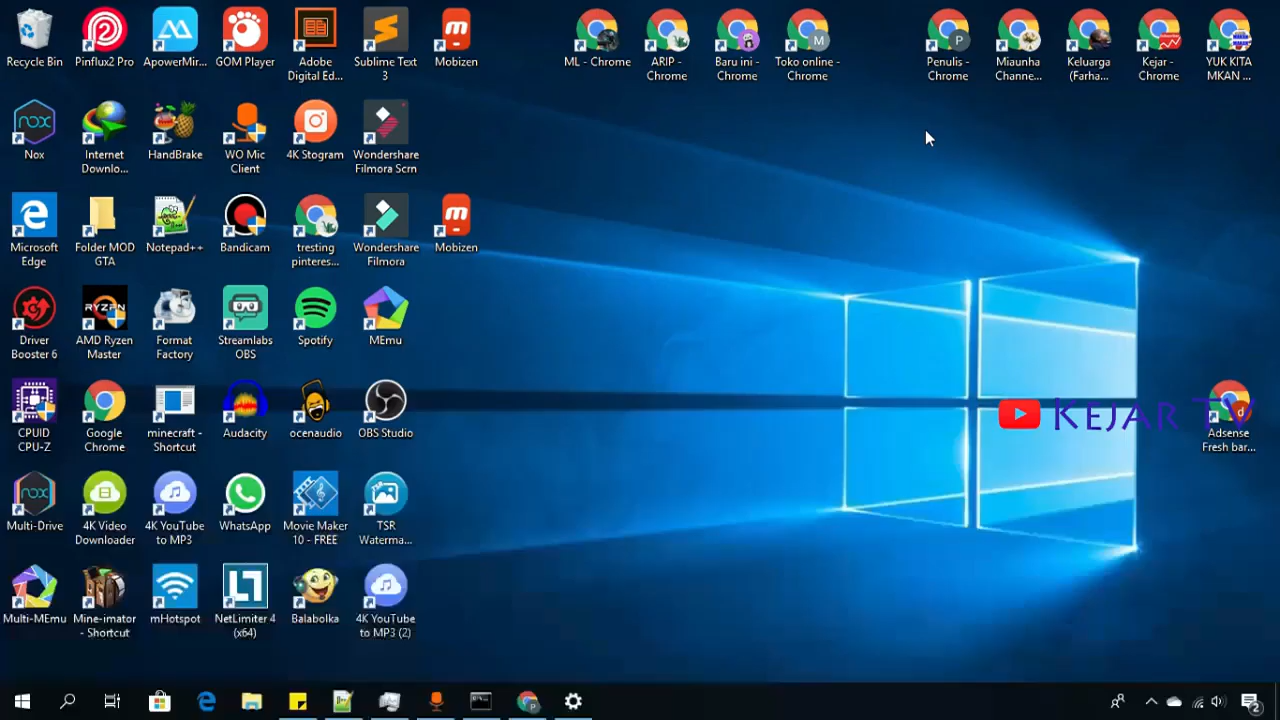 Recycle Bin
Pinflux2 Pro
ApowerMir...
GOM Player
Adobe
Digital Ed...
Sublime Text
3
Mobizen
ML - Chrome
ARIP -
Chrome
Baru ini -
Chrome
M
Toko online -
Chrome
P
Penulis -
Chrome
Miaunha
Channe...
Keluarga
(Farha...
Kejar -
Chrome
YUK KITA
MKAN ...
nox
Nox
Internet
Downlo...
HandBrake
WO Mic
Client
4K Stogram
Wondershare
Filmora Scrn
Microsoft
Edge
Folder MOD
GTA
Notepad++
Bandicam
tresting
pinteres...
Wondershare
Filmora
Mobizen
Driver
Booster 6
RYZEN
AMD Ryzen
Master
Format
Factory
Streamlabs
OBS
Spotify
MEmu
CPUID
CPU-Z
Google
Chrome
minecraft -
Shortcut
Audacity
ocenaudio
OBS Studio
KEJAR TV
d
Adsense
Fresh bar...
nox
Multi-Drive
4K Video
Downloader
4K YouTube
to MP3
WhatsApp
Movie Maker
10 - FREE
TSR
Waterma...
Multi-MEmu
Mine-imator
- Shortcut
mHotspot
NetLimiter 4
(x64)
Balabolka
4K YouTube
to MP3 (2)
P
2